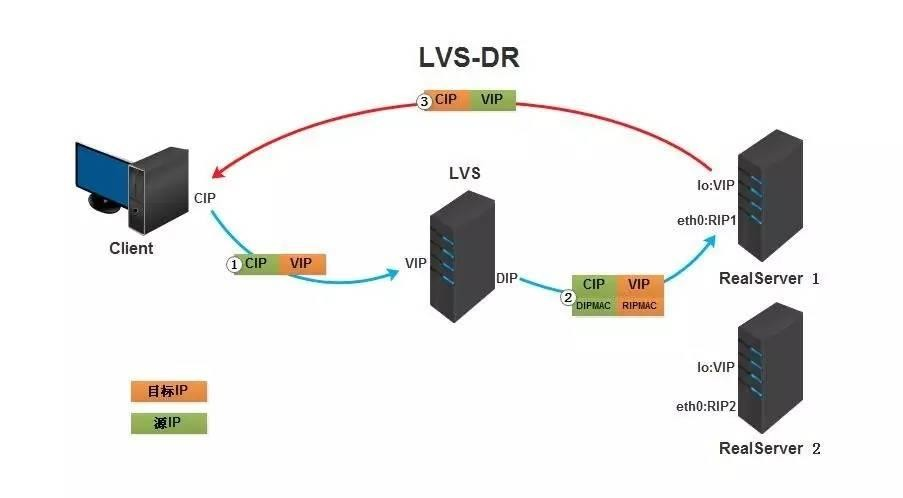 LVS-DR
③ CIP VIP
LVS
lo:VIP
CIP
eth0:RIP1
Client
① CIP VIP
VIP
DIP
RealServer 1
② CIP VIP
DIPMAC RIPMAC
lo:VIP
目标IP
eth0:RIP2
源IP
RealServer 2